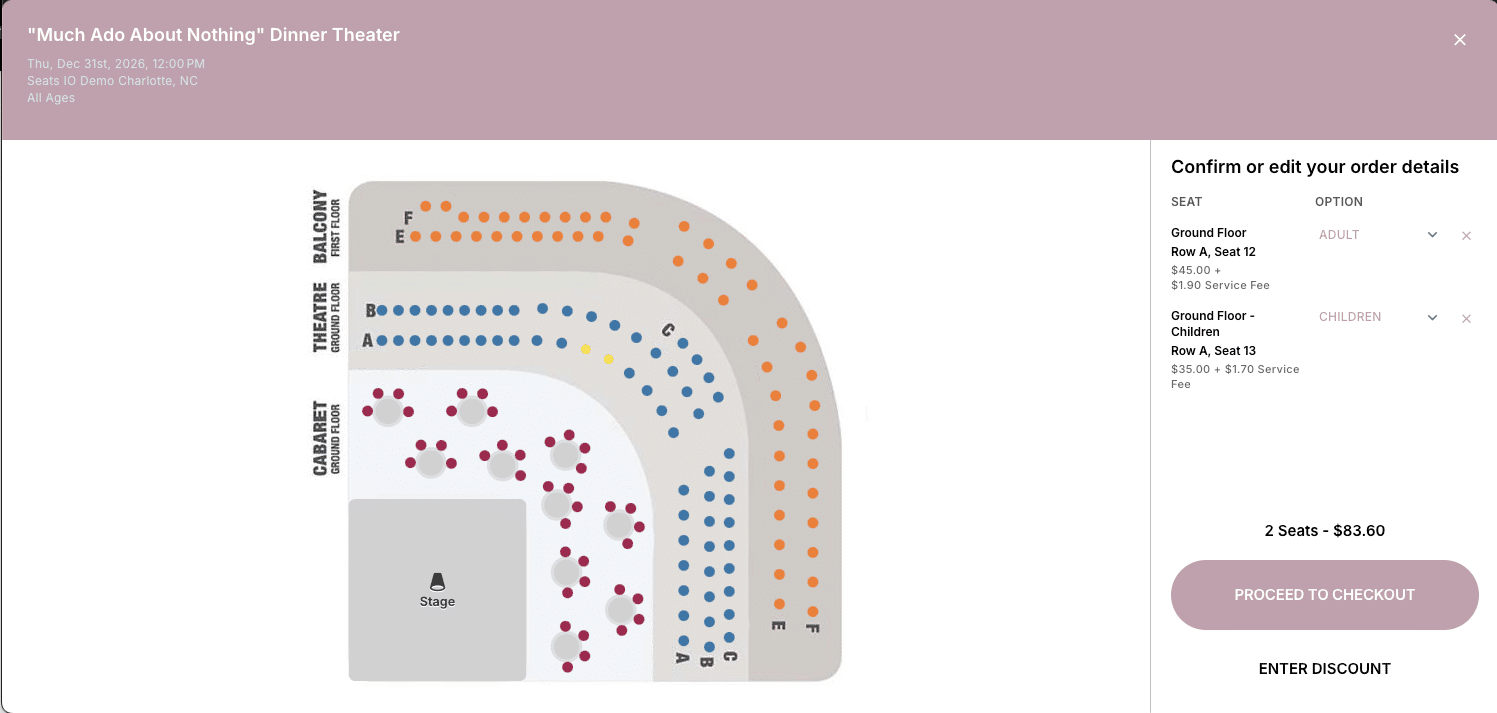 "Much Ado About Nothing" Dinner Theater
Thu, Dec 31st, 2026, 12:00 PM
Seats IO Demo Charlotte, NC
All Ages
BALCONY
FIRST FLOOR
F
E
THEATRE
GROUND FLOOR
B
A
C
CABARET
GROUND FLOOR
Stage
A
B
C
E
F
Confirm or edit your order details
SEAT OPTION
Ground Floor
Row A, Seat 12
$45.00 +
$1.90 Service Fee
ADULT
Ground Floor -
Children
Row A, Seat 13
$35.00 + $1.70 Service
Fee
CHILDREN
2 Seats - $83.60
PROCEED TO CHECKOUT
ENTER DISCOUNT